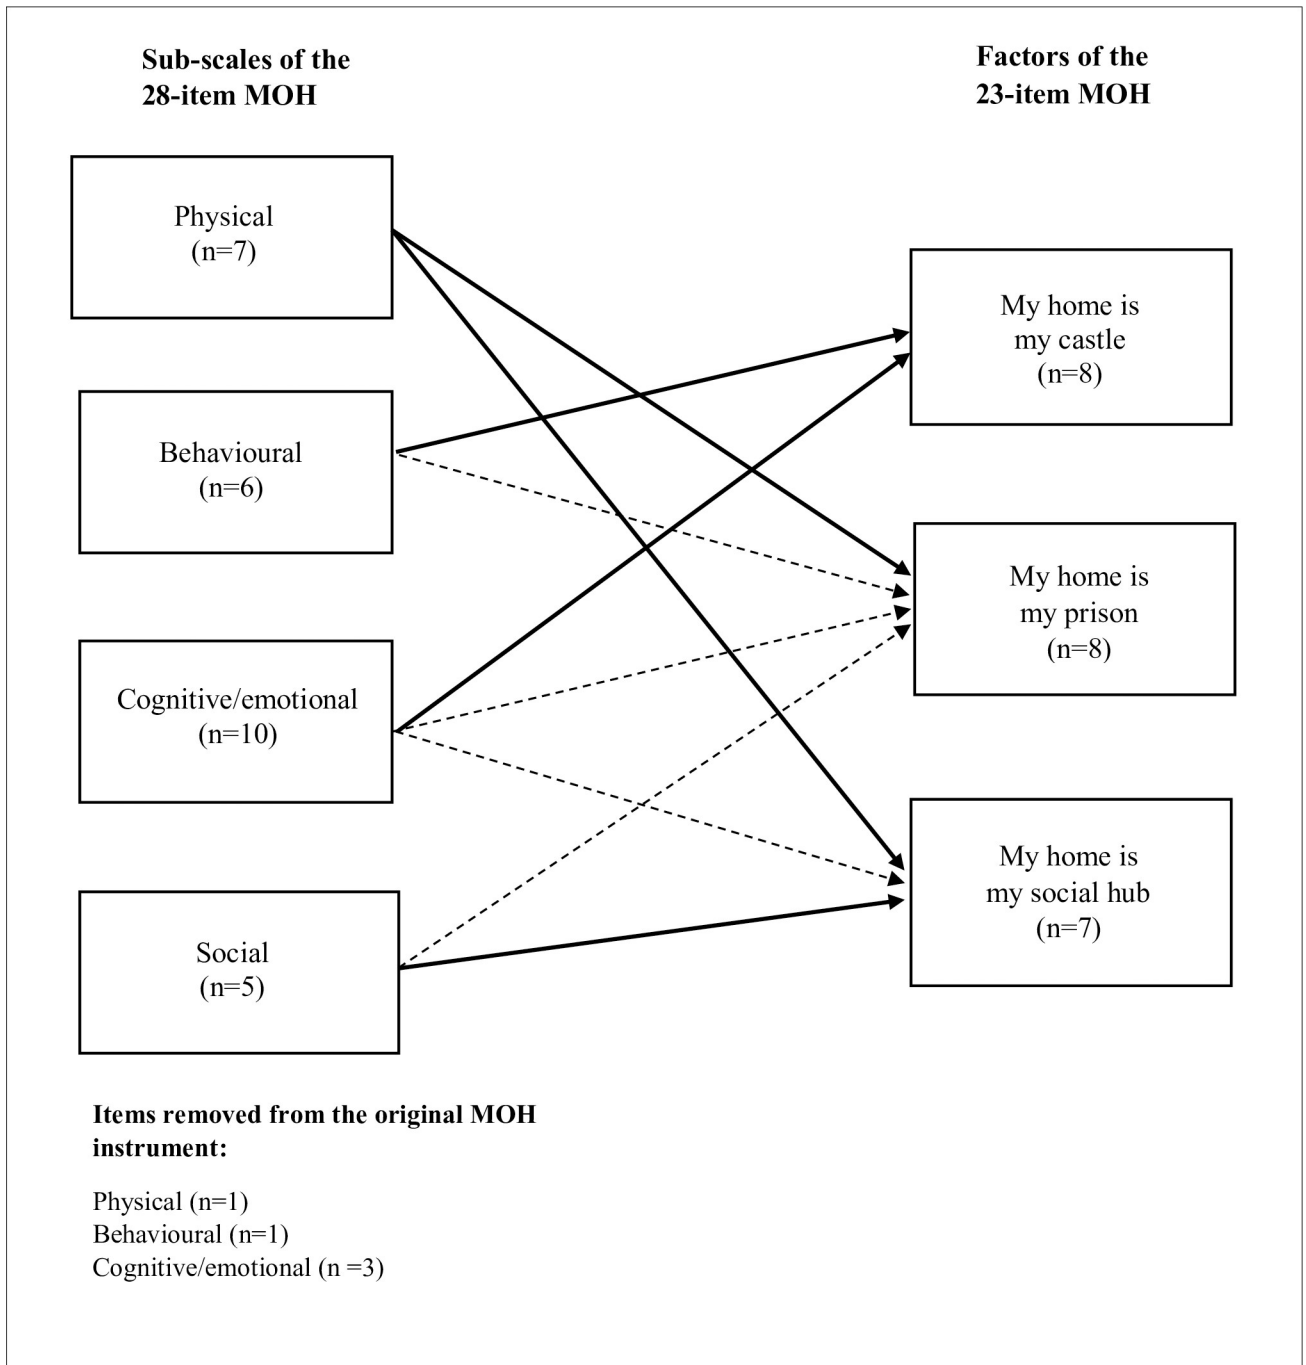 Sub-scales of the
28-item MOH
Factors of the
23-item MOH
Physical
(n=7)
Behavioural
(n=6)
Cognitive/emotional
(n=10)
Social
(n=5)
My home is
my castle
(n=8)
My home is
my prison
(n=8)
My home is
my social hub
(n=7)
Items removed from the original MOH
instrument:
Physical (n=1)
Behavioural (n=1)
Cognitive/emotional (n =3)